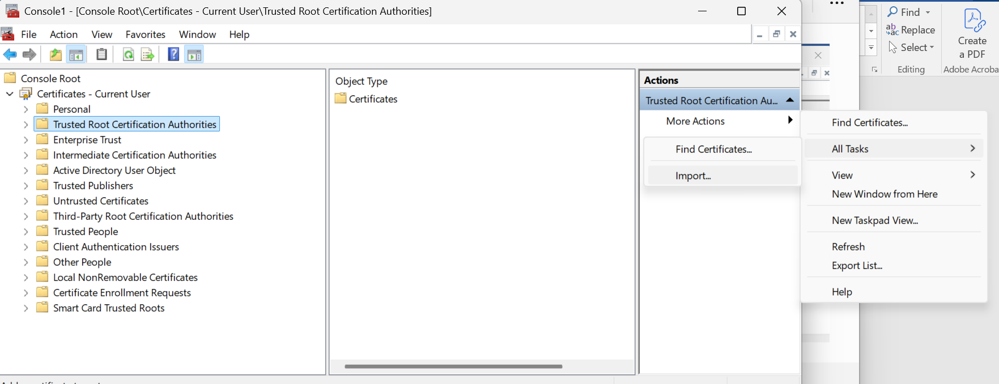 Console1 - [Console Root\Certificates - Current User\Trusted Root Certification Authorities]
File Action View Favorites Window Help
Console Root
Certificates - Current User
Personal
Trusted Root Certification Authorities
Enterprise Trust
Intermediate Certification Authorities
Active Directory User Object
Trusted Publishers
Untrusted Certificates
Third-Party Root Certification Authorities
Trusted People
Client Authentication Issuers
Other People
Local NonRemovable Certificates
Certificate Enrollment Requests
Smart Card Trusted Roots
Object Type
Certificates
Actions
Trusted Root Certification Au...
More Actions
Find Certificates...
Import...
Find Certificates...
All Tasks
View
New Window from Here
New Taskpad View...
Refresh
Export List...
Help
Find
Replace
Select
Editing
Create
a PDF
Adobe Acroba